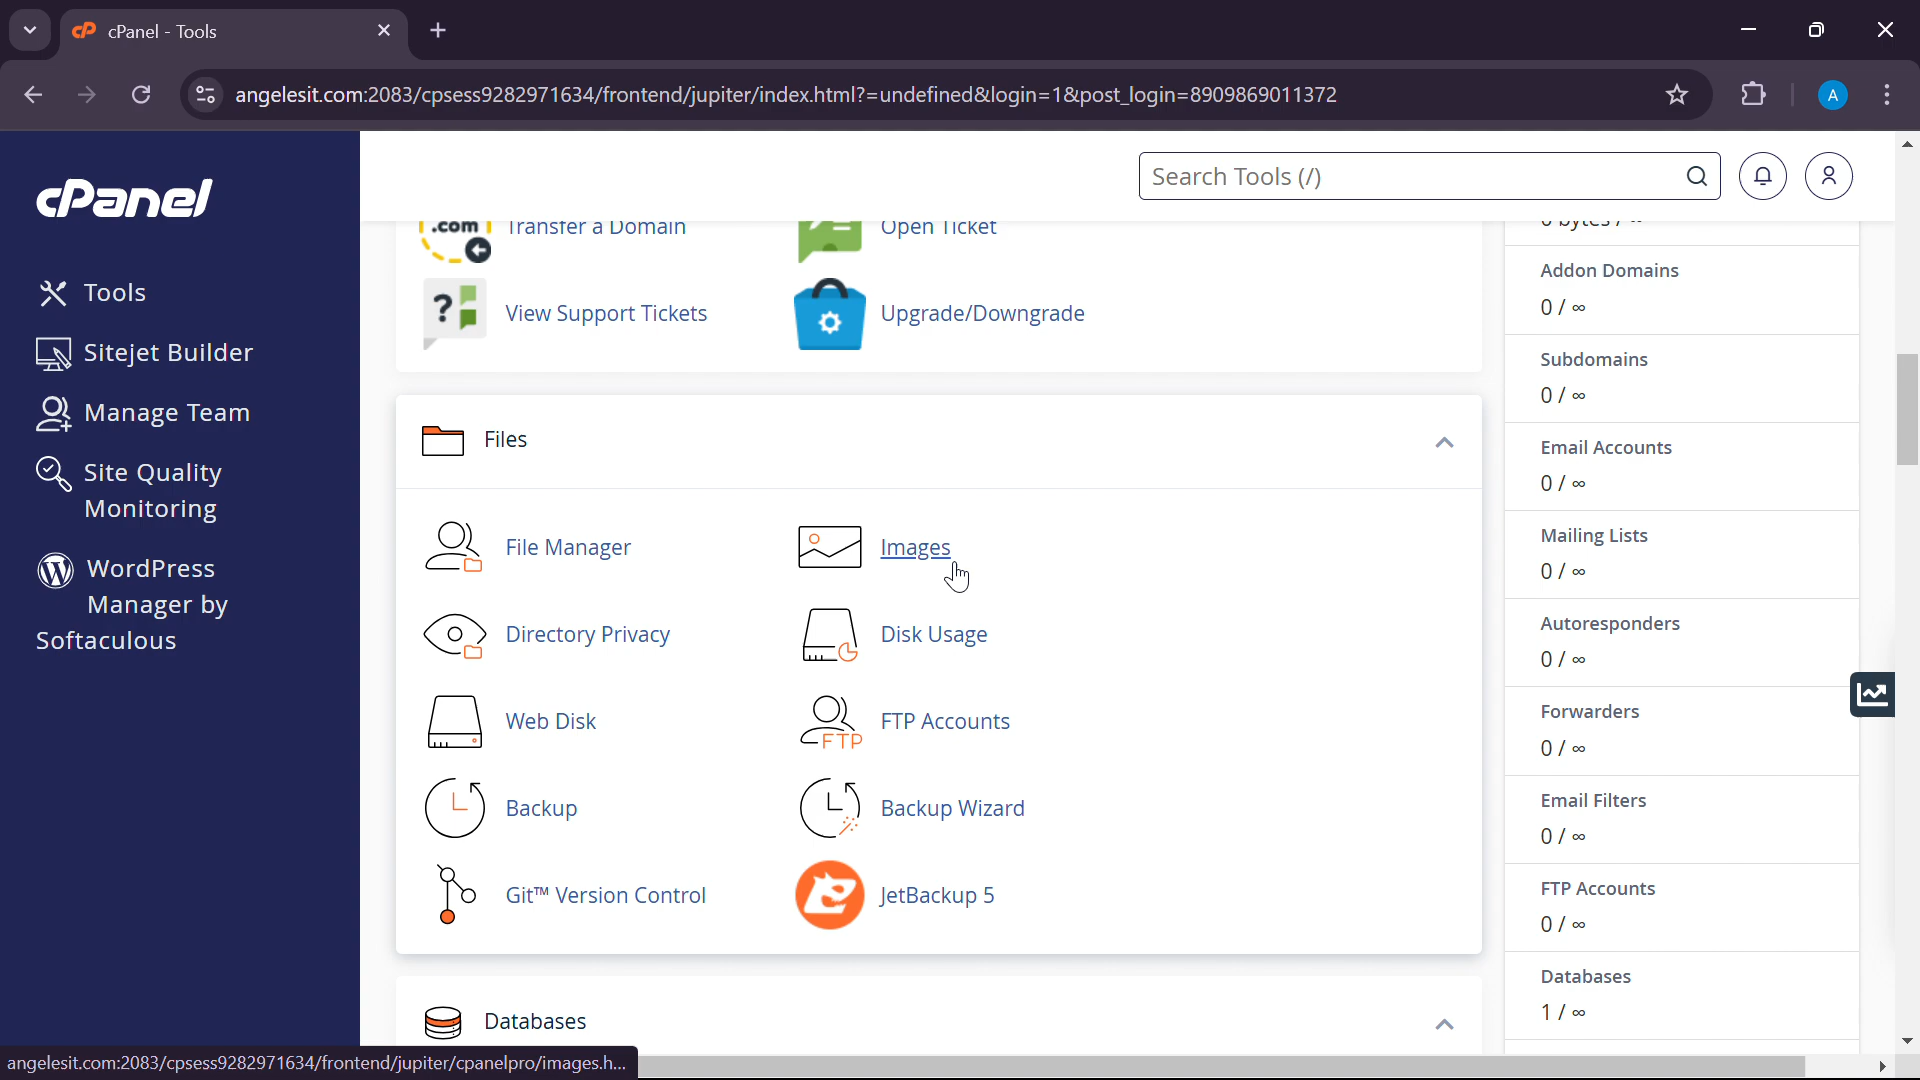 cPanel - Tools
angelesit.com:2083/cpsess9282971634/frontend/jupiter/index.html?=undefined&login=1&post_login=8909869011372
A
cPanel
Search Tools (/)
Tools
Sitejet Builder
Manage Team
Site Quality
Monitoring
WordPress
Manager by
Softaculous
.com
Transfer a Domain
Open Ticket
?
View Support Tickets
Upgrade/Downgrade
Files
File Manager
Images
Directory Privacy
Disk Usage
Web Disk
FTP
FTP Accounts
Backup
Backup Wizard
Git™ Version Control
JetBackup 5
Databases
0 bytes / ∞
Addon Domains
0 / ∞
Subdomains
0 / ∞
Email Accounts
0 / ∞
Mailing Lists
0 / ∞
Autoresponders
0 / ∞
Forwarders
0 / ∞
Email Filters
0 / ∞
FTP Accounts
0 / ∞
Databases
1 / ∞
angelesit.com:2083/cpsess9282971634/frontend/jupiter/cpanelpro/images.h...